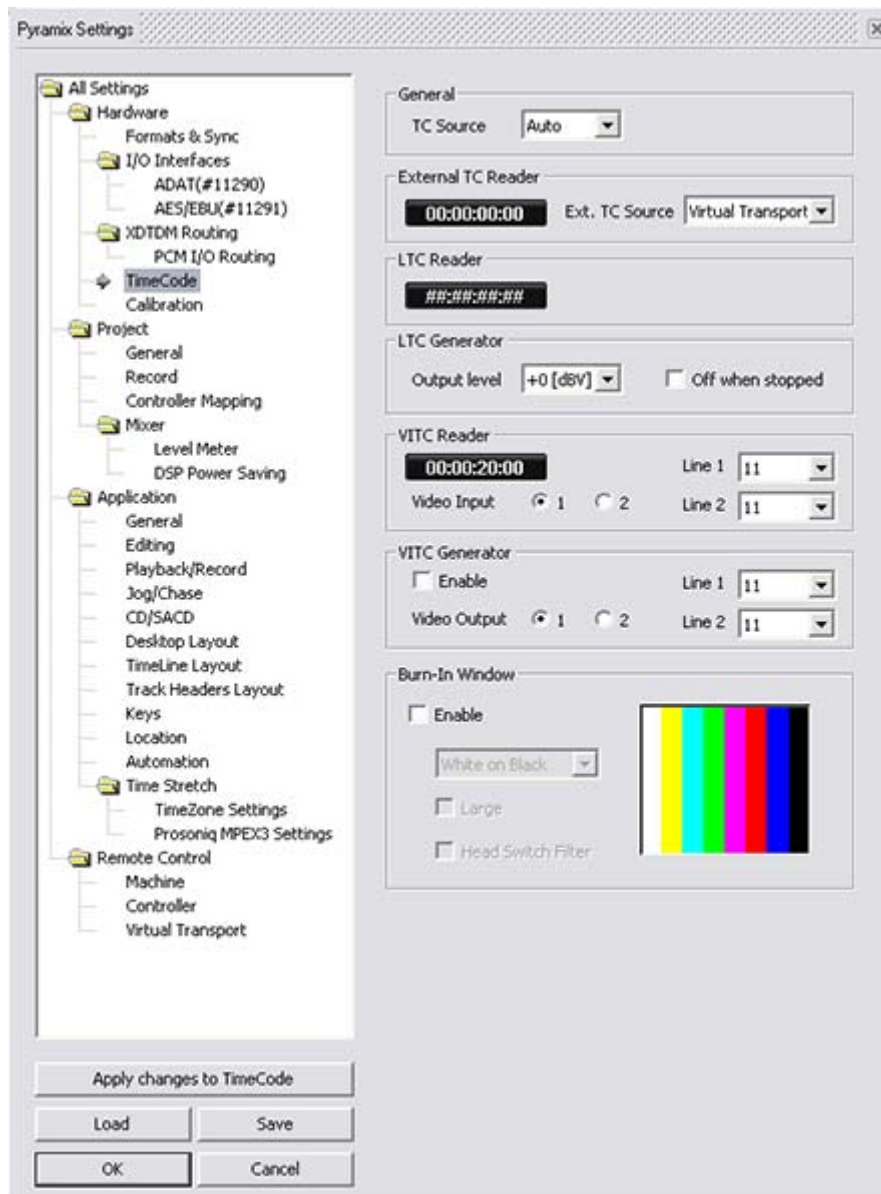 Pyramix Settings
All Settings
Hardware
Formats & Sync
I/O Interfaces
ADAT(#11290)
AES/EBU(#11291)
XDTDM Routing
PCM I/O Routing
TimeCode
Calibration
Project
General
Record
Controller Mapping
Mixer
Level Meter
DSP Power Saving
Application
General
Editing
Playback/Record
Jog/Chase
CD/SACD
Desktop Layout
TimeLine Layout
Track Headers Layout
Keys
Location
Automation
Time Stretch
TimeZone Settings
Prosoniq MPEX3 Settings
Remote Control
Machine
Controller
Virtual Transport
Apply changes to TimeCode
Load Save
OK Cancel
General
TC Source Auto
External TC Reader
00:00:00:00 Ext. TC Source Virtual Transport
LTC Reader
##:##:##:##
LTC Generator
Output level +0 [dBV] Off when stopped
VITC Reader
00:00:20:00 Line 1 11
Video Input 1 2 Line 2 11
VITC Generator
Enable Line 1 11
Video Output 1 2 Line 2 11
Burn-In Window
Enable
White on Black
Large
Head Switch Filter